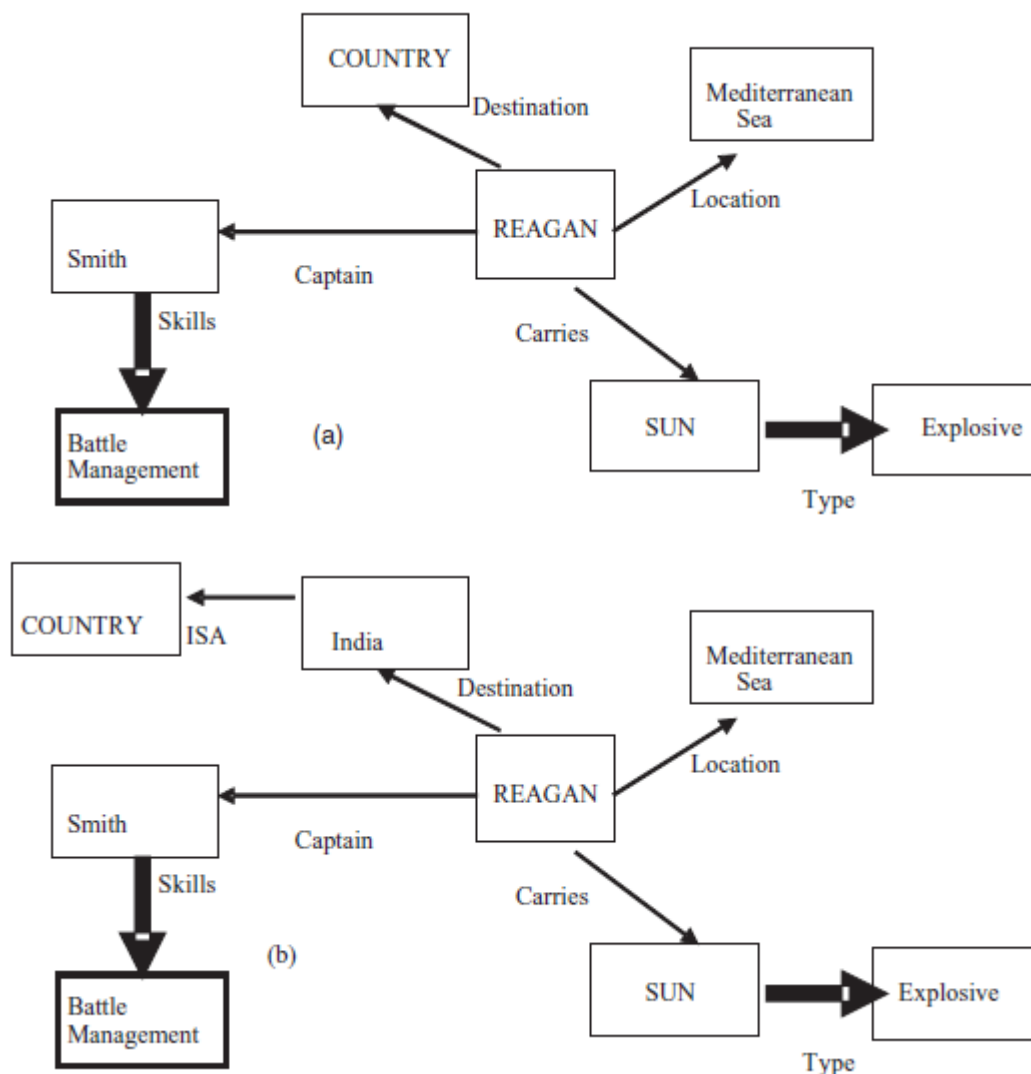 COUNTRY
Destination
Mediterranean
Sea
Location
REAGAN
Smith
Captain
Skills
Carries
Battle
Management
(a)
SUN
Explosive
Type
COUNTRY
ISA
India
Destination
Mediterranean
Sea
Location
REAGAN
Smith
Captain
Skills
Carries
Battle
Management
(b)
SUN
Explosive
Type